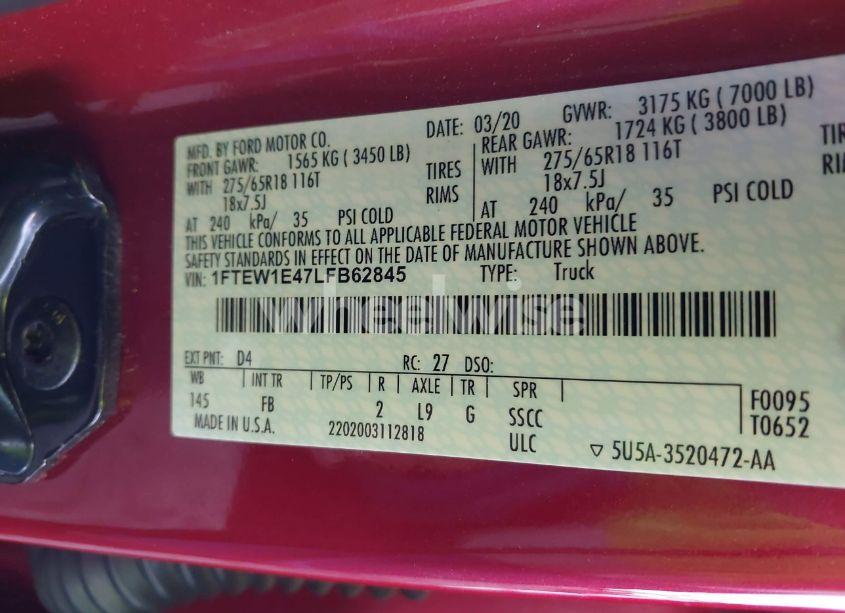 MFD. BY FORD MOTOR CO. DATE: 03/20 GVWR: 3175 KG ( 7000 LB)
FRONT GAWR: 1565 KG ( 3450 LB) REAR GAWR: 1724 KG ( 3800 LB)
WITH 275/65R18 116T TIRES WITH 275/65R18 116T TIR
18x7.5J RIMS 18x7.5J RIM
AT 240 kPa/ 35 PSI COLD AT 240 kPa/ 35 PSI COLD
THIS VEHICLE CONFORMS TO ALL APPLICABLE FEDERAL MOTOR VEHICLE
SAFETY STANDARDS IN EFFECT ON THE DATE OF MANUFACTURE SHOWN ABOVE.
VIN: 1FTEW1E47LFB62845 TYPE: Truck
wheelwise
EXT PNT: D4 RC: 27 DSO:
WB INT TR TP/PS R AXLE TR SPR F0095
145 FB 2 L9 G SSCC T0652
MADE IN U.S.A. 2202003112818 ULC ▽ 5U5A-3520472-AA